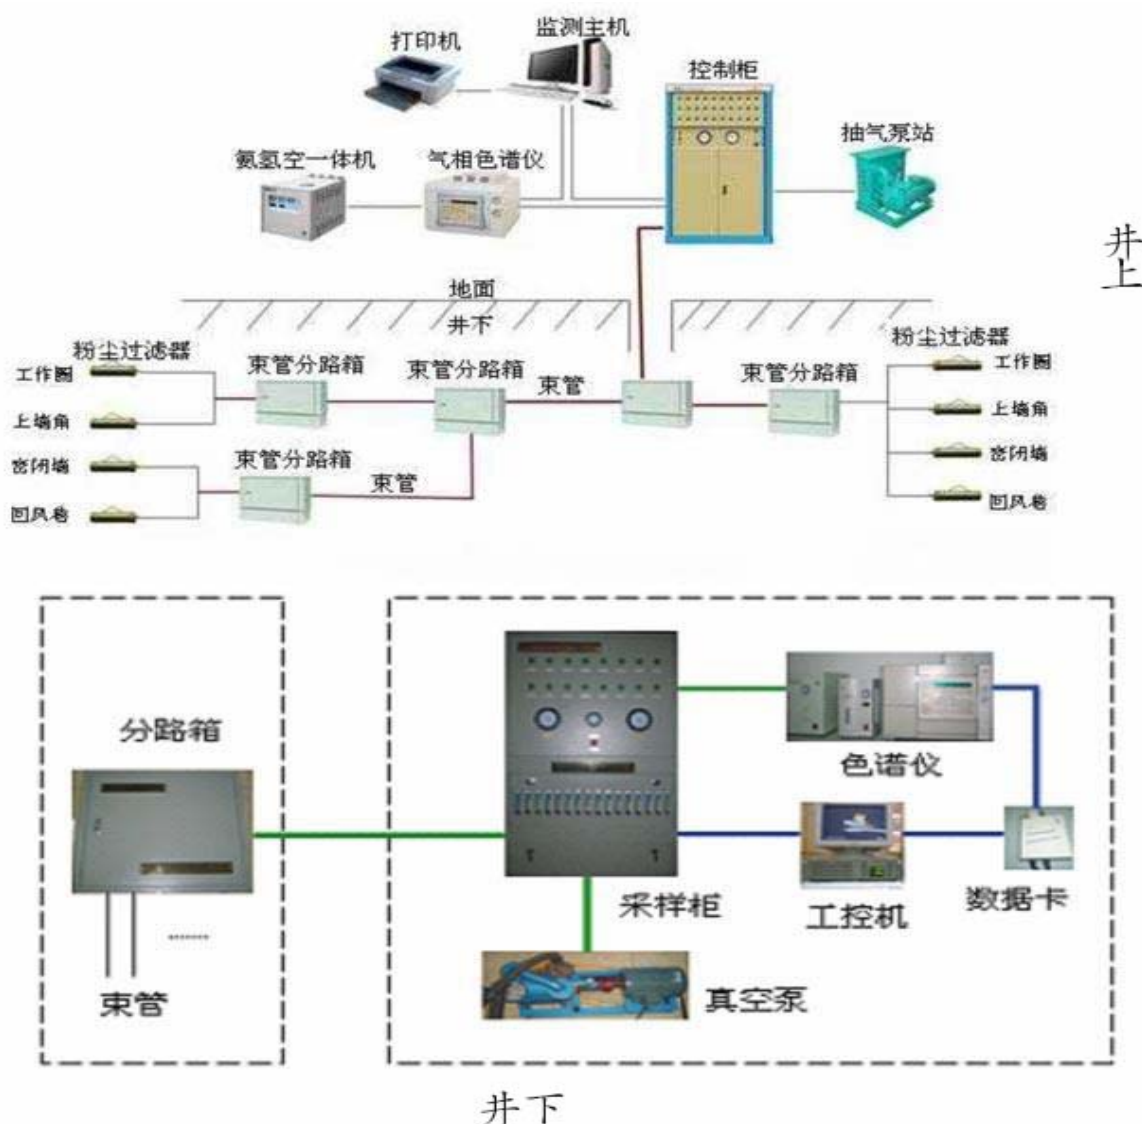 监测主机
打印机
控制柜
抽气泵站
氨氢空一体机
气相色谱仪
井上
地面
井下
粉尘过滤器
粉尘过滤器
束管分路箱
束管分路箱
束管
束管分路箱
工作面
工作面
上墙角
上墙角
密闭墙
束管分路箱
束管
密闭墙
回风巷
回风巷
分路箱
色谱仪
采样柜
工控机
数据卡
......
束管
真空泵
井下